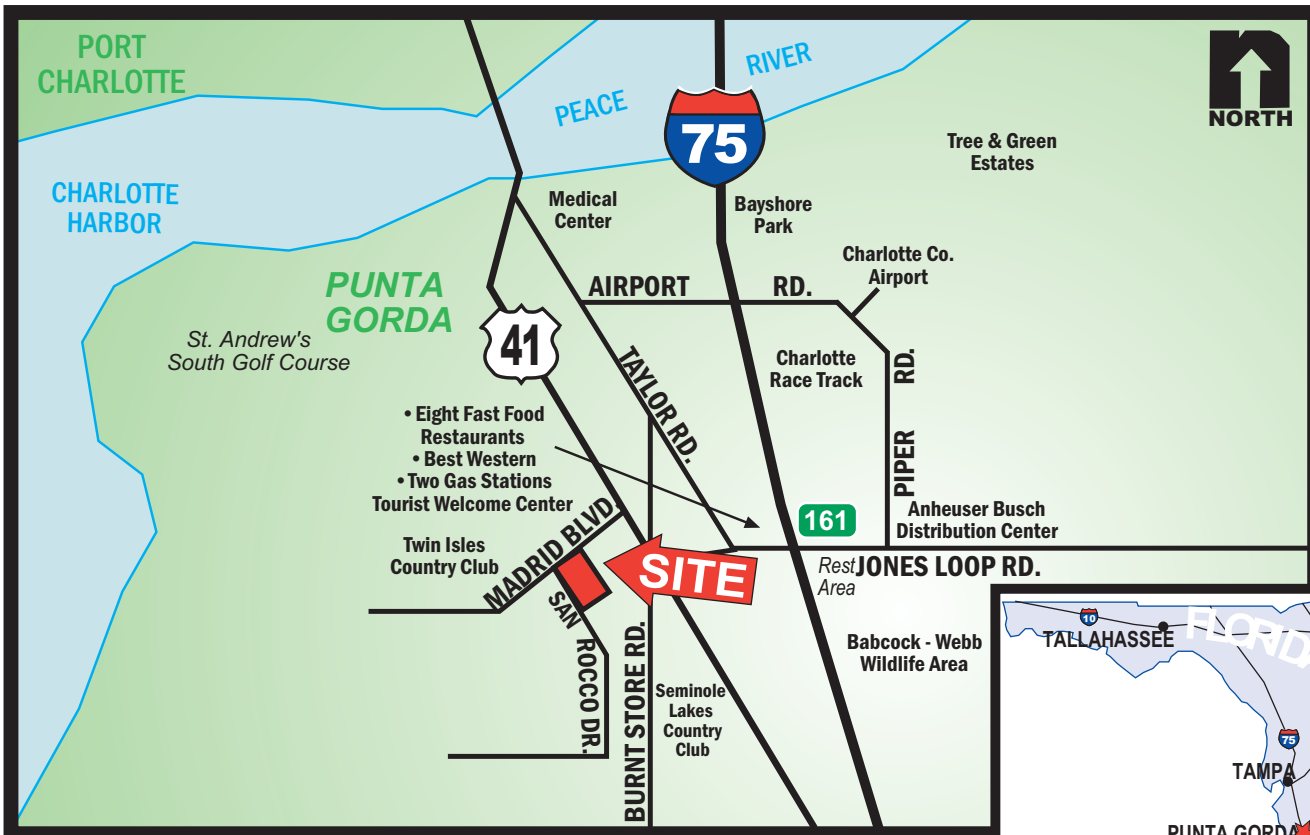 PORT
CHARLOTTE
PEACE
RIVER
75
n
NORTH
Tree & Green
Estates
CHARLOTTE
HARBOR
Medical
Center
Bayshore
Park
Charlotte Co.
Airport
PUNTA
GORDA
AIRPORT RD.
St. Andrew's
South Golf Course
41
TAYLOR RD.
Charlotte
Race Track
PIPER RD.
• Eight Fast Food
Restaurants
• Best Western
•Two Gas Stations
Tourist Welcome Center
161
Anheuser Busch
Distribution Center
Twin Isles
Country Club
MADRID BLVD.
SITE
Rest
Area
JONES LOOP RD.
SAN ROCCO DR.
BURNT STORE RD.
Seminole
Lakes
Country
Club
Babcock - Webb
Wildlife Area
10
TALLAHASSEE
FLORIDA
75
TAMPA
PUNTA GORDA